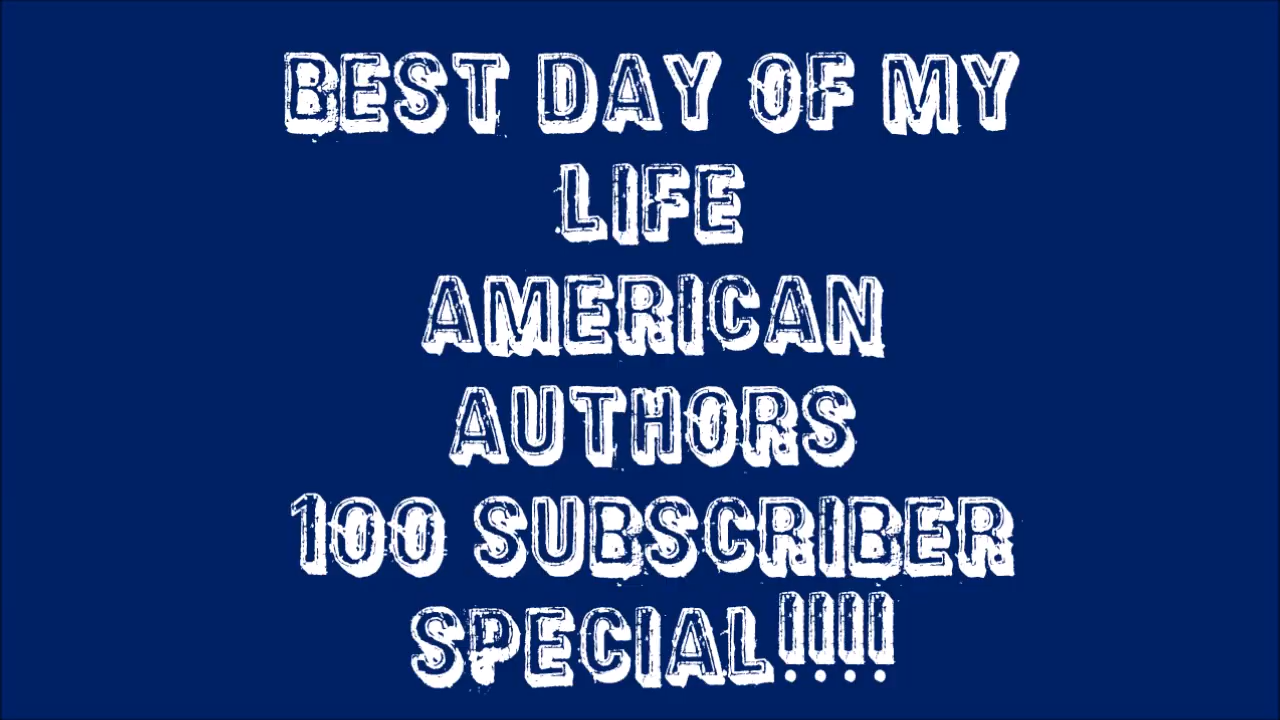 BEST DAY OF MY
LIFE
AMERICAN
AUTHORS
100 SUBSCRIBER
SPECIAL!!!!